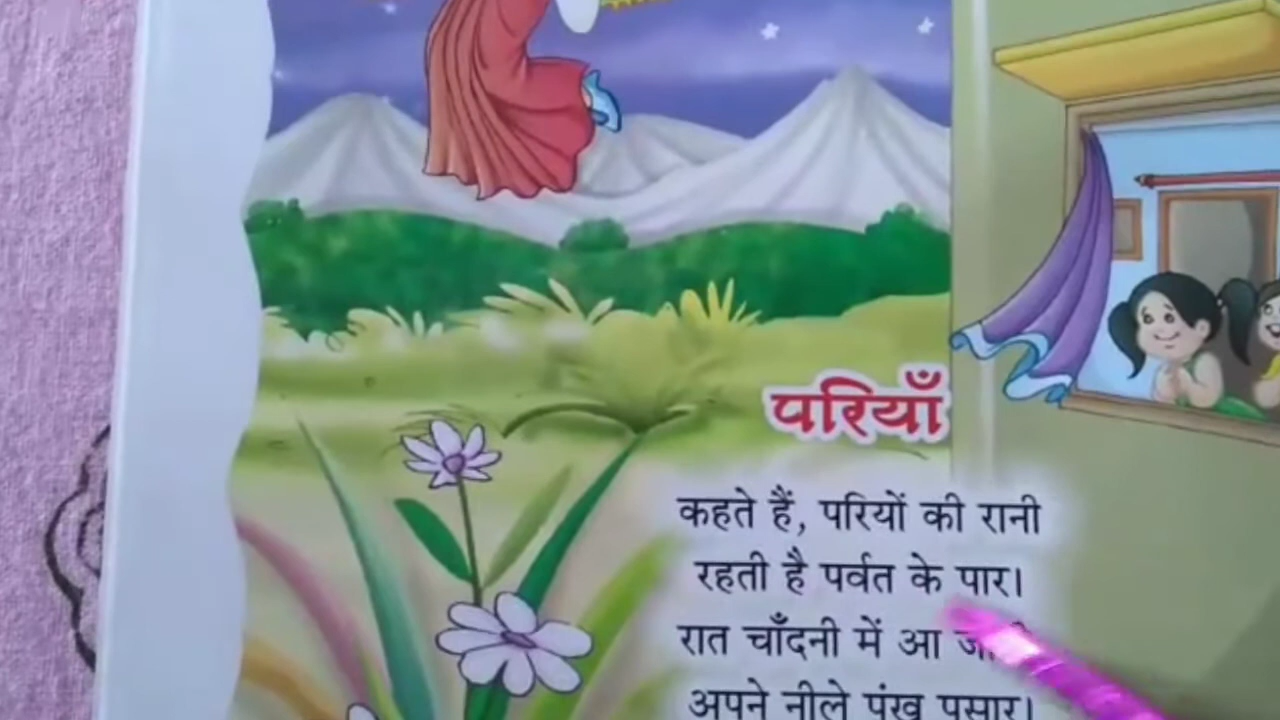 परियाँ
कहते हैं, परियों की रानी
रहती है पर्वत के पार।
रात चाँदनी में आ
अपने नीले पंख पसार।